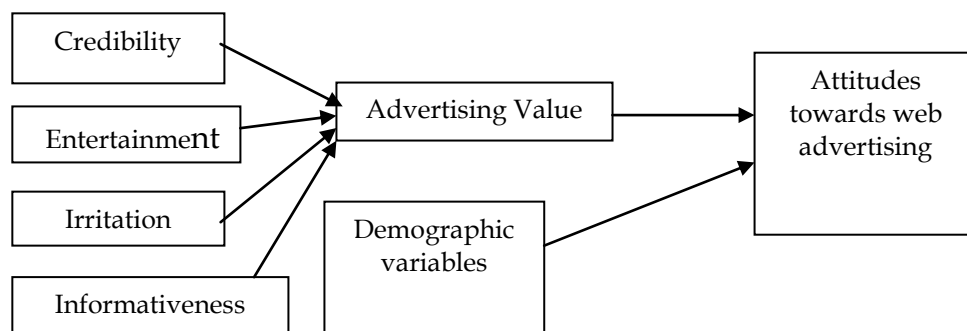 Credibility
Entertainment
Irritation
Informativeness
Advertising Value
Demographic
variables
Attitudes
towards web
advertising